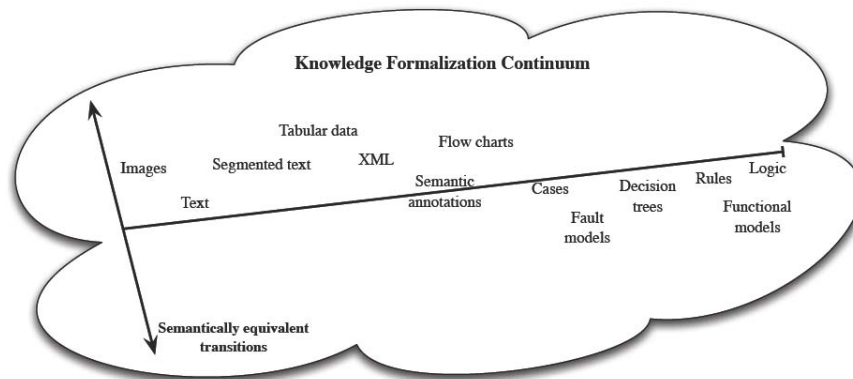 Knowledge Formalization Continuum
Tabular data
Flow charts
Images
Segmented text
XML
Logic
Semantic
annotations
Cases
Decision
trees
Rules
Text
Fault
models
Functional
models
Semantically equivalent
transitions